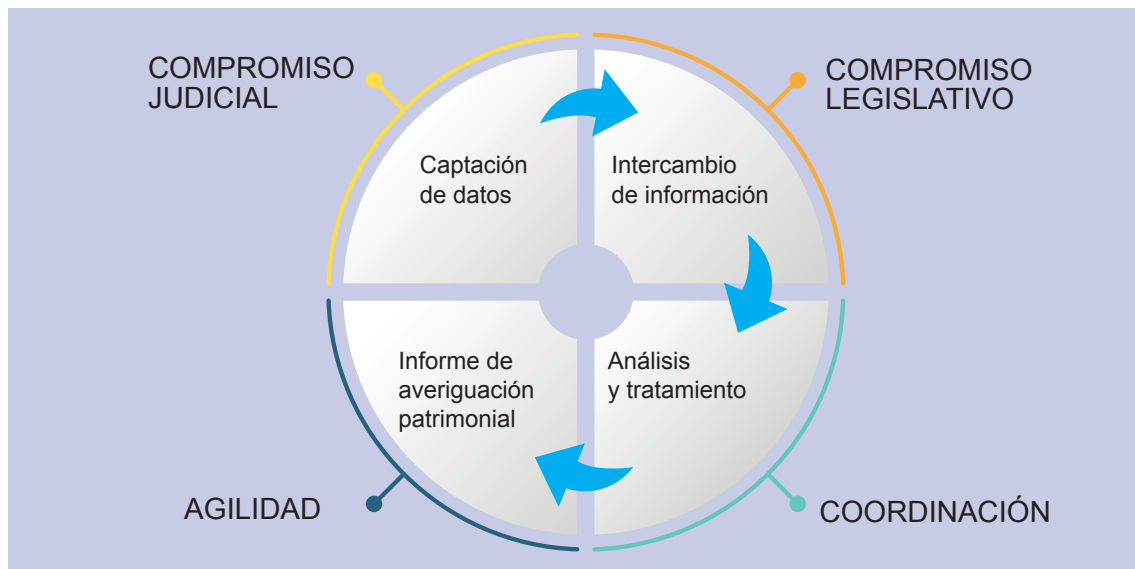 COMPROMISO
JUDICIAL
COMPROMISO
LEGISLATIVO
Captación
de datos
Intercambio
de información
Informe de
averiguación
patrimonial
Análisis
y tratamiento
AGILIDAD
COORDINACIÓN